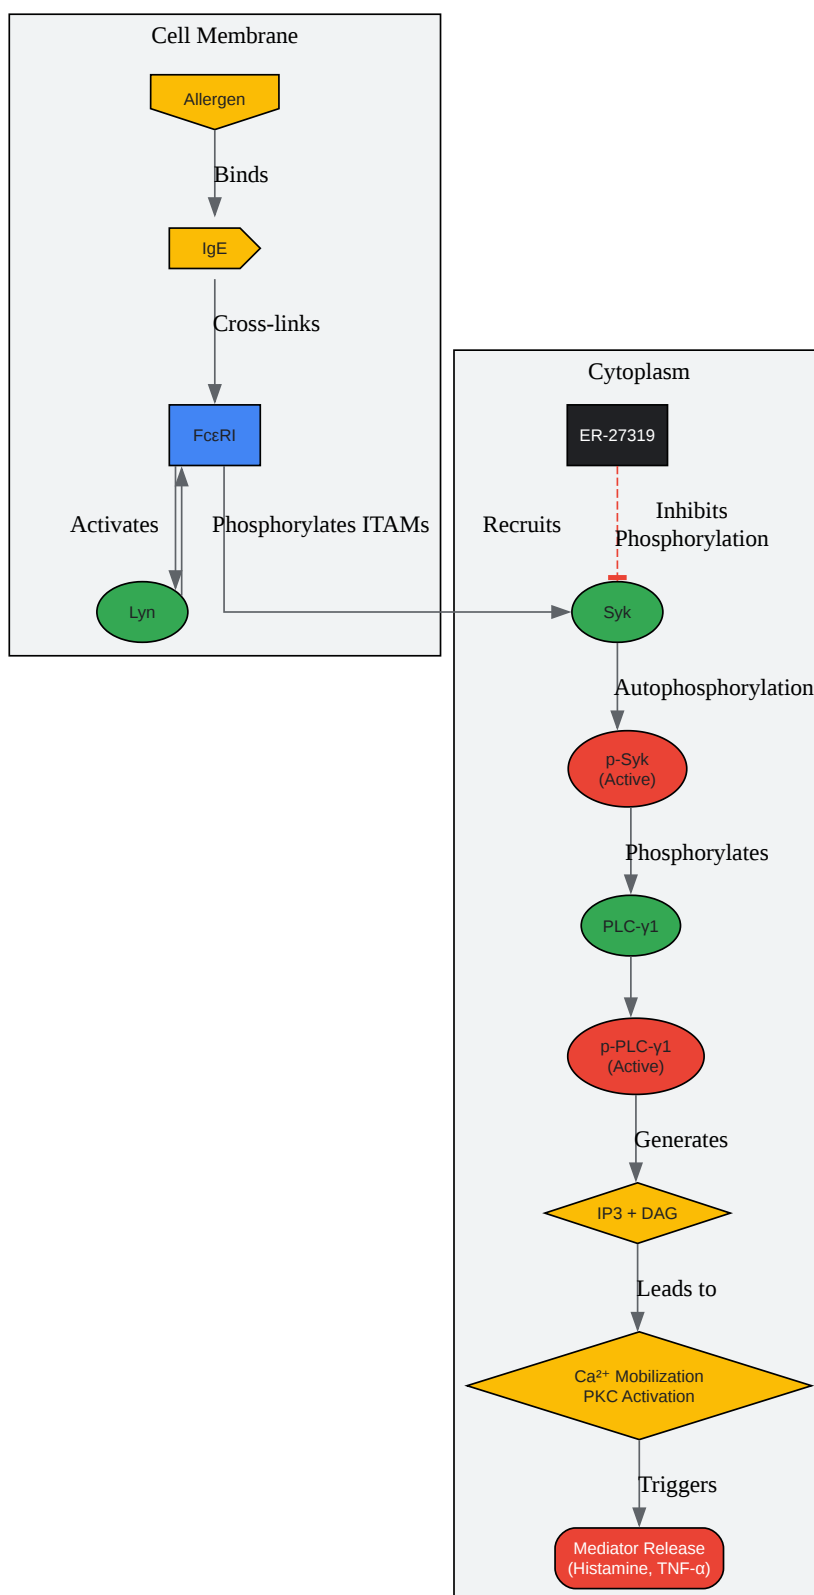 Cell Membrane
Allergen
Binds
IgE
Cross-links
FcεRI
Activates
Phosphorylates ITAMs
Lyn
Cytoplasm
ER-27319
Recruits
Inhibits
Phosphorylation
Syk
Autophosphorylation
p-Syk
(Active)
Phosphorylates
PLC-γ1
p-PLC-γ1
(Active)
Generates
IP3 + DAG
Leads to
Ca²⁺ Mobilization
PKC Activation
Triggers
Mediator Release
(Histamine, TNF-α)